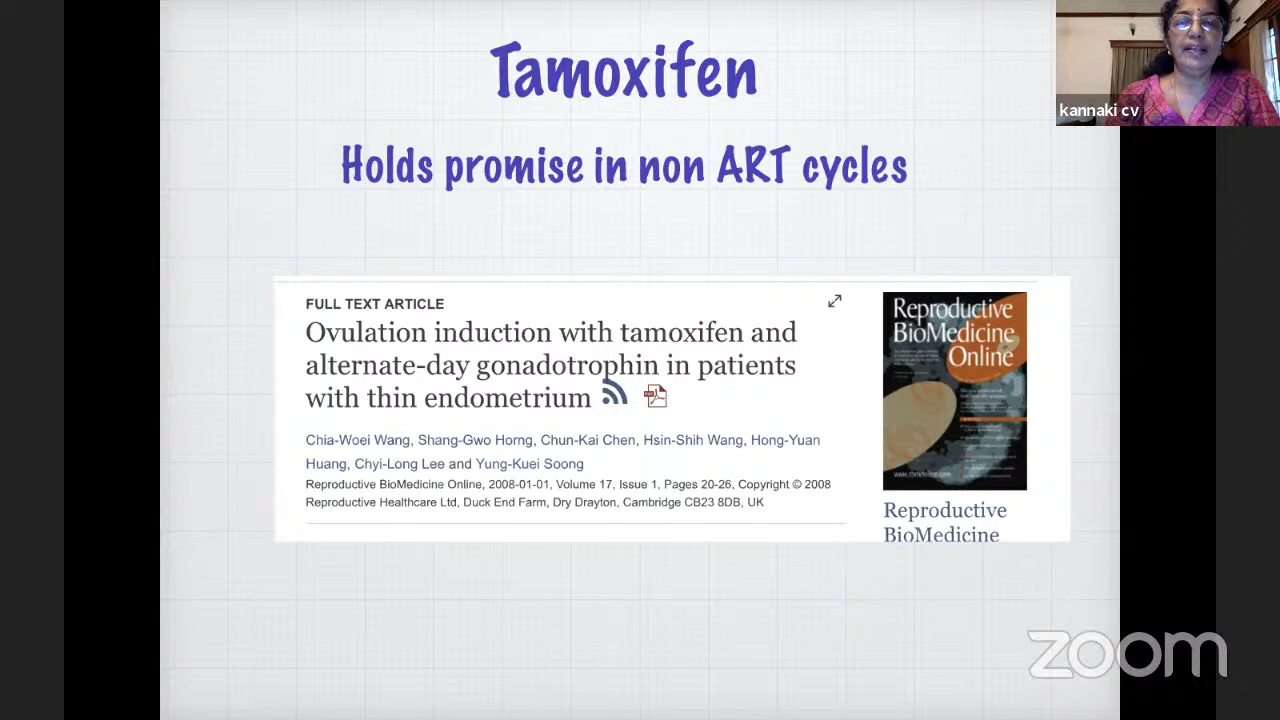 Tamoxifen
Holds promise in non ART cycles
kannaki cv
FULL TEXT ARTICLE
Ovulation induction with tamoxifen and
alternate-day gonadotrophin in patients
with thin endometrium
Chia-Woei Wang, Shang-Gwo Horng, Chun-Kai Chen, Hsin-Shih Wang, Hong-Yuan
Huang, Chyi-Long Lee and Yung-Kuei Soong
Reproductive BioMedicine Online, 2008-01-01, Volume 17, Issue 1, Pages 20-26, Copyright © 2008
Reproductive Healthcare Ltd, Duck End Farm, Dry Drayton, Cambridge CB23 8DB, UK
Reproductive
BioMedicine
Online
www.rbmonline.com
Reproductive
BioMedicine
zoom